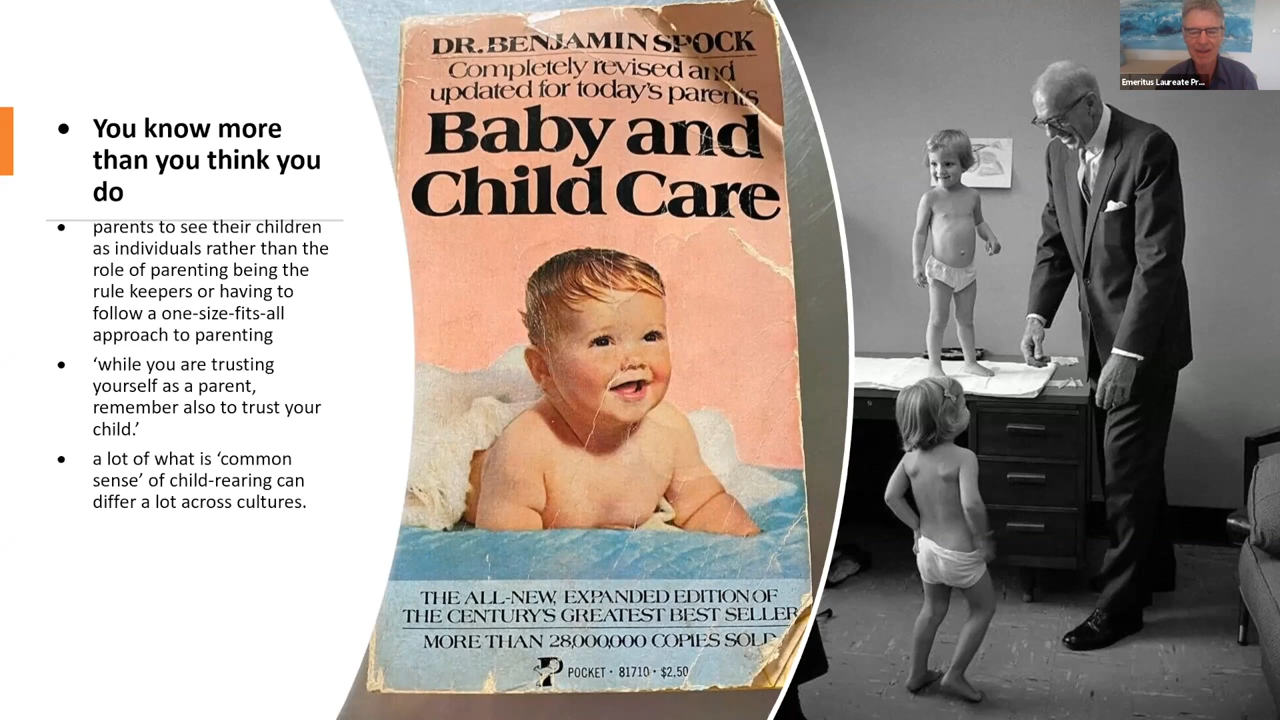 You know more
than you think you
do
parents to see their children
as individuals rather than the
role of parenting being the
rule keepers or having to
follow a one-size-fits-all
approach to parenting
‘while you are trusting
yourself as a parent,
remember also to trust your
child.’
a lot of what is ‘common
sense’ of child-rearing can
differ a lot across cultures.
DR. BENJAMIN SPOCK
Completely revised and
updated for today's parents
Baby and
Child Care
THE ALL-NEW, EXPANDED EDITION OF
THE CENTURY'S GREATEST BEST SELLER
MORE THAN 28,000,000 COPIES SOLD
POCKET · 81710 · $2.50
Emeritus Laureate Pr...